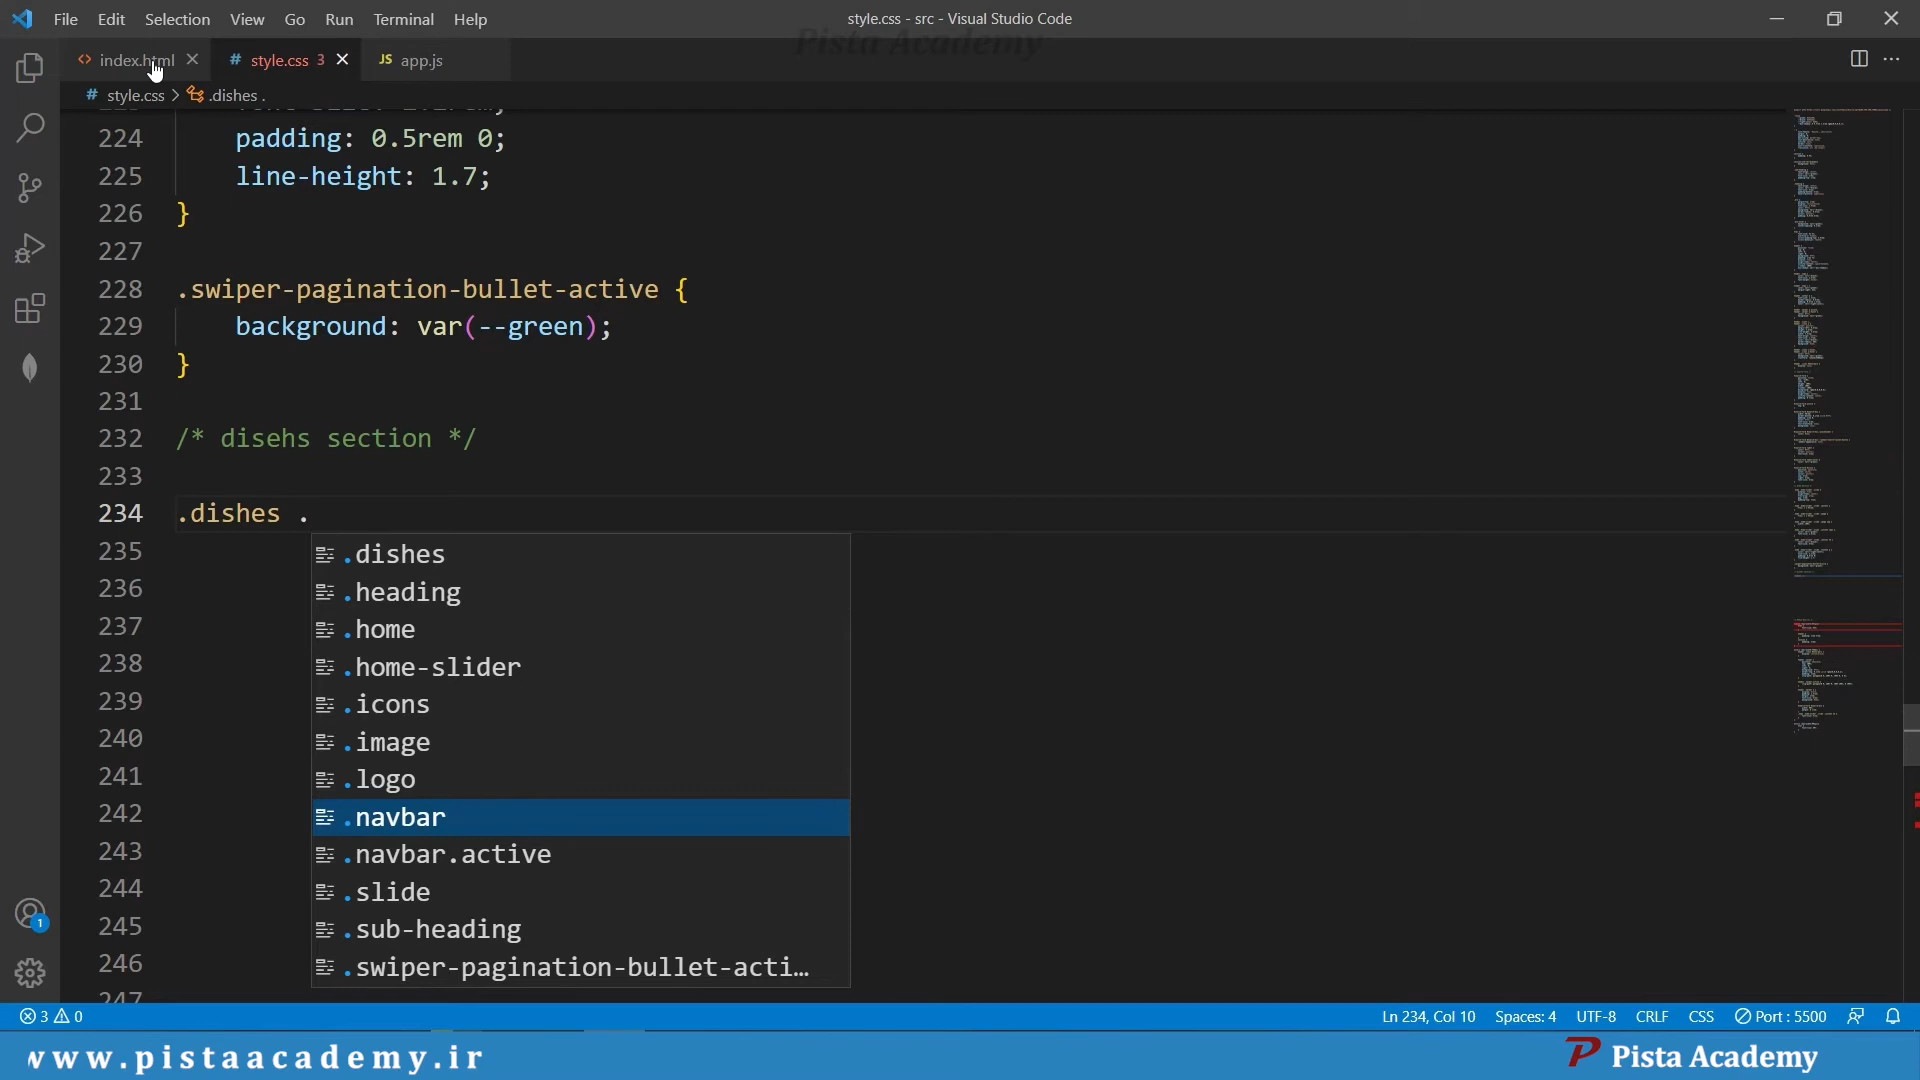 File Edit Selection View Go Run Terminal Help
style.css - src - Visual Studio Code
Pista Academy
index.html
# style.css 3
JS app.js
# style.css > .dishes .
224 padding: 0.5rem 0;
225 line-height: 1.7;
226 }
227
228 .swiper-pagination-bullet-active {
229 background: var(--green);
230 }
231
232 /* disehs section */
233
234 .dishes .
235
.dishes
236
.heading
237
.home
238
.home-slider
239
.icons
240
.image
241
.logo
242
.navbar
243
.navbar.active
244
.slide
245
.sub-heading
246
.swiper-pagination-bullet-acti...
247
1
3 0
Ln 234, Col 10 Spaces: 4 UTF-8 CRLF CSS Port : 5500
www.pistaacademy.ir
Pista Academy